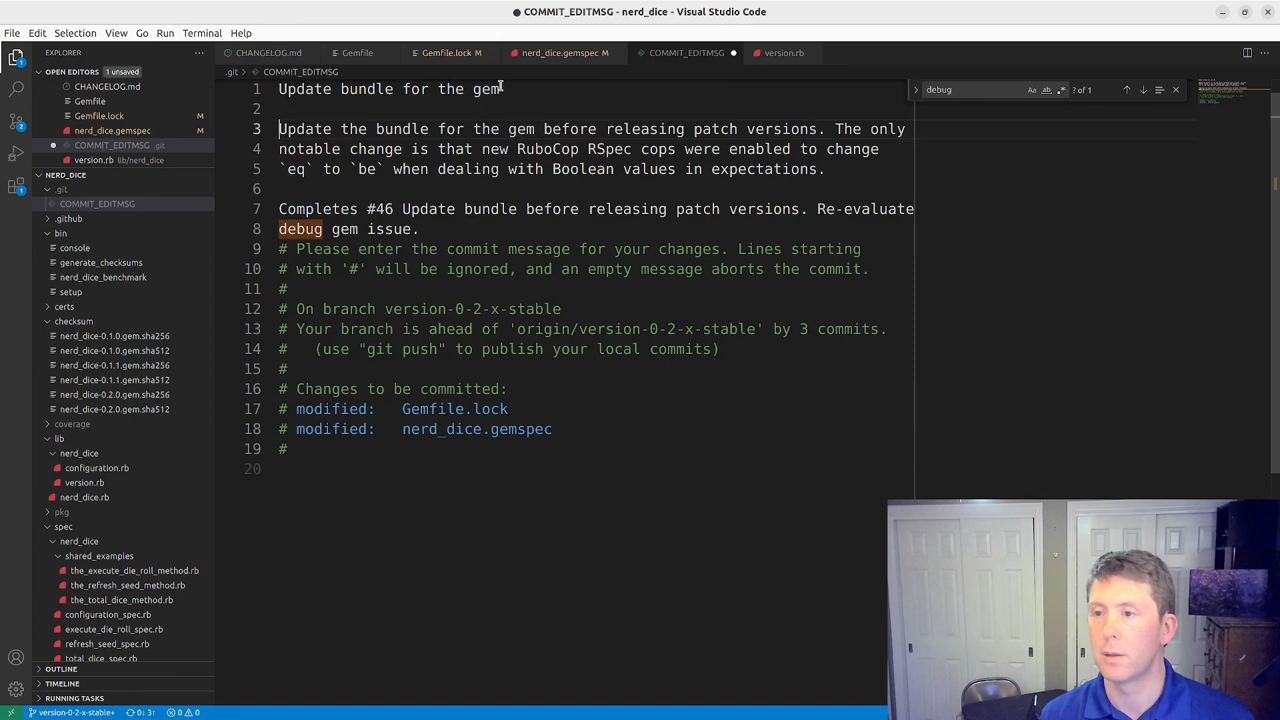 ● COMMIT_EDITMSG - nerd_dice - Visual Studio Code
File Edit Selection View Go Run Terminal Help
EXPLORER
CHANGELOG.md Gemfile Gemfile.lock M nerd_dice.gemspec M COMMIT_EDITMSG ● version.rb
OPEN EDITORS 1 unsaved
CHANGELOG.md
Gemfile
Gemfile.lock M
nerd_dice.gemspec M
COMMIT_EDITMSG .git
version.rb lib/nerd_dice
NERD_DICE
.git
COMMIT_EDITMSG
.github
bin
console
generate_checksums
nerd_dice_benchmark
setup
certs
checksum
nerd_dice-0.1.0.gem.sha256
nerd_dice-0.1.0.gem.sha512
nerd_dice-0.1.1.gem.sha256
nerd_dice-0.1.1.gem.sha512
nerd_dice-0.2.0.gem.sha256
nerd_dice-0.2.0.gem.sha512
coverage
lib
nerd_dice
configuration.rb
version.rb
nerd_dice.rb
pkg
spec
nerd_dice
shared_examples
the_execute_die_roll_method.rb
the_refresh_seed_method.rb
the_total_dice_method.rb
configuration_spec.rb
execute_die_roll_spec.rb
refresh_seed_spec.rb
total_dice_spec.rb
OUTLINE
TIMELINE
RUNNING TASKS
.git > COMMIT_EDITMSG
debug
Aa ab .* ? of 1
1 Update bundle for the gem
2
3 Update the bundle for the gem before releasing patch versions. The only
4 notable change is that new RuboCop RSpec cops were enabled to change
5 `eq` to `be` when dealing with Boolean values in expectations.
6
7 Completes #46 Update bundle before releasing patch versions. Re-evaluate
8 debug gem issue.
9 # Please enter the commit message for your changes. Lines starting
10 # with '#' will be ignored, and an empty message aborts the commit.
11 #
12 # On branch version-0-2-x-stable
13 # Your branch is ahead of 'origin/version-0-2-x-stable' by 3 commits.
14 # (use "git push" to publish your local commits)
15 #
16 # Changes to be committed:
17 # modified: Gemfile.lock
18 # modified: nerd_dice.gemspec
19 #
20
version-0-2-x-stable+ 0↓ 3↑ 0 0